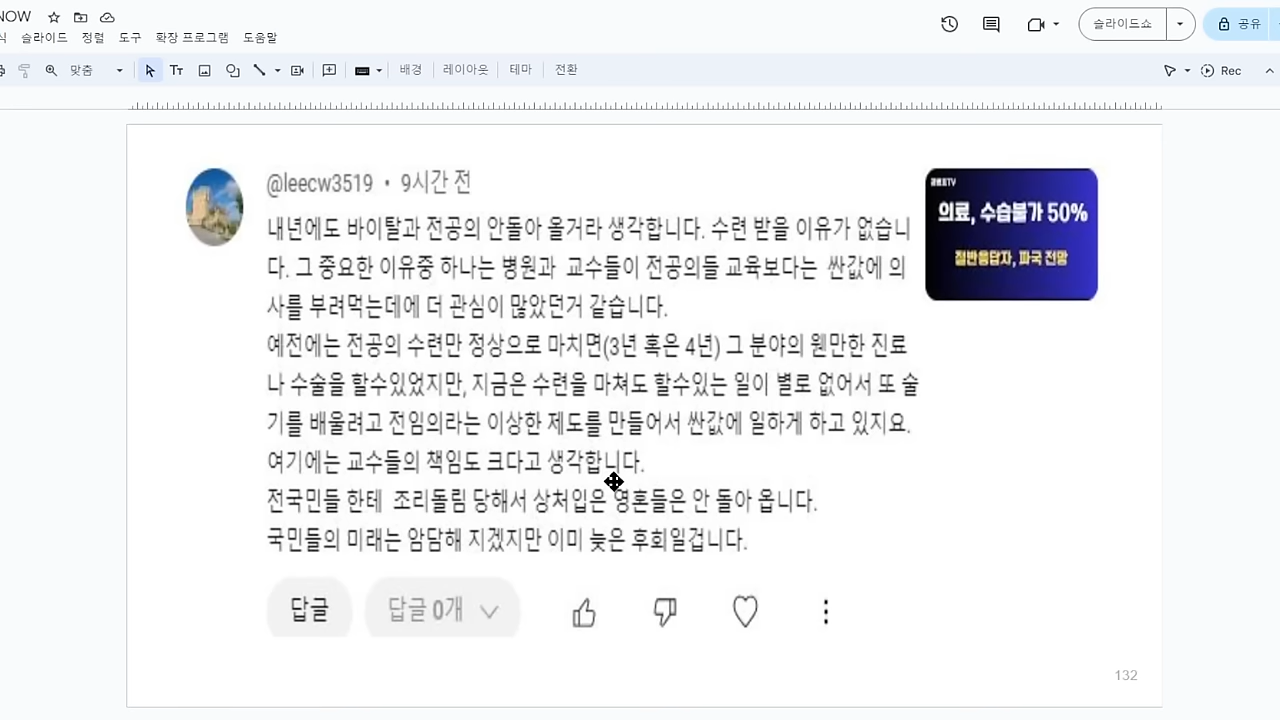 NOW
식 슬라이드 정렬 도구 확장 프로그램 도움말
슬라이드쇼
공유
맞춤
배경 레이아웃 테마 전환
Rec
@leecw3519 • 9시간 전
내년에도 바이탈과 전공의 안돌아 올거라 생각합니다. 수련 받을 이유가 없습니
다. 그 중요한 이유중 하나는 병원과 교수들이 전공의들 교육보다는 싼값에 의
사를 부려먹는데에 더 관심이 많았던거 같습니다.
예전에는 전공의 수련만 정상으로 마치면(3년 혹은 4년) 그 분야의 웬만한 진료
나 수술을 할수있었지만, 지금은 수련을 마쳐도 할수있는 일이 별로 없어서 또 술
기를 배울려고 전임의라는 이상한 제도를 만들어서 싼값에 일하게 하고 있지요.
여기에는 교수들의 책임도 크다고 생각합니다.
전국민들 한테 조리돌림 당해서 상처입은 영혼들은 안 돌아 옵니다.
국민들의 미래는 암담해 지겠지만 이미 늦은 후회일겁니다.
답글
답글 0개
의료, 수습불가 50%
절반응답자, 파국 전망
132